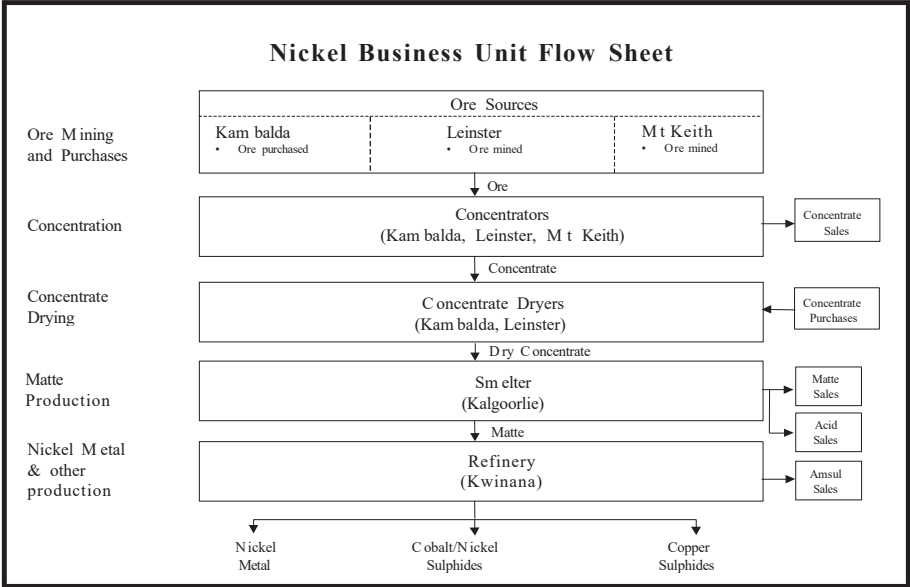 Nickel Business Unit Flow Sheet
Ore Sources
Ore Mining
and Purchases
Kambalda
• Ore purchased
Leinster
• Ore mined
Mt Keith
• Ore mined
Ore
Concentration
Concentrators
(Kambalda, Leinster, Mt Keith)
Concentrate
Sales
Concentrate
Concentrate
Drying
Concentrate Dryers
(Kambalda, Leinster)
Concentrate
Purchases
Dry Concentrate
Matte
Production
Smelter
(Kalgoorlie)
Matte
Sales
Acid
Sales
Matte
Nickel Metal
& other
production
Refinery
(Kwinana)
Amsul
Sales
Nickel
Metal
Cobalt/Nickel
Sulphides
Copper
Sulphides